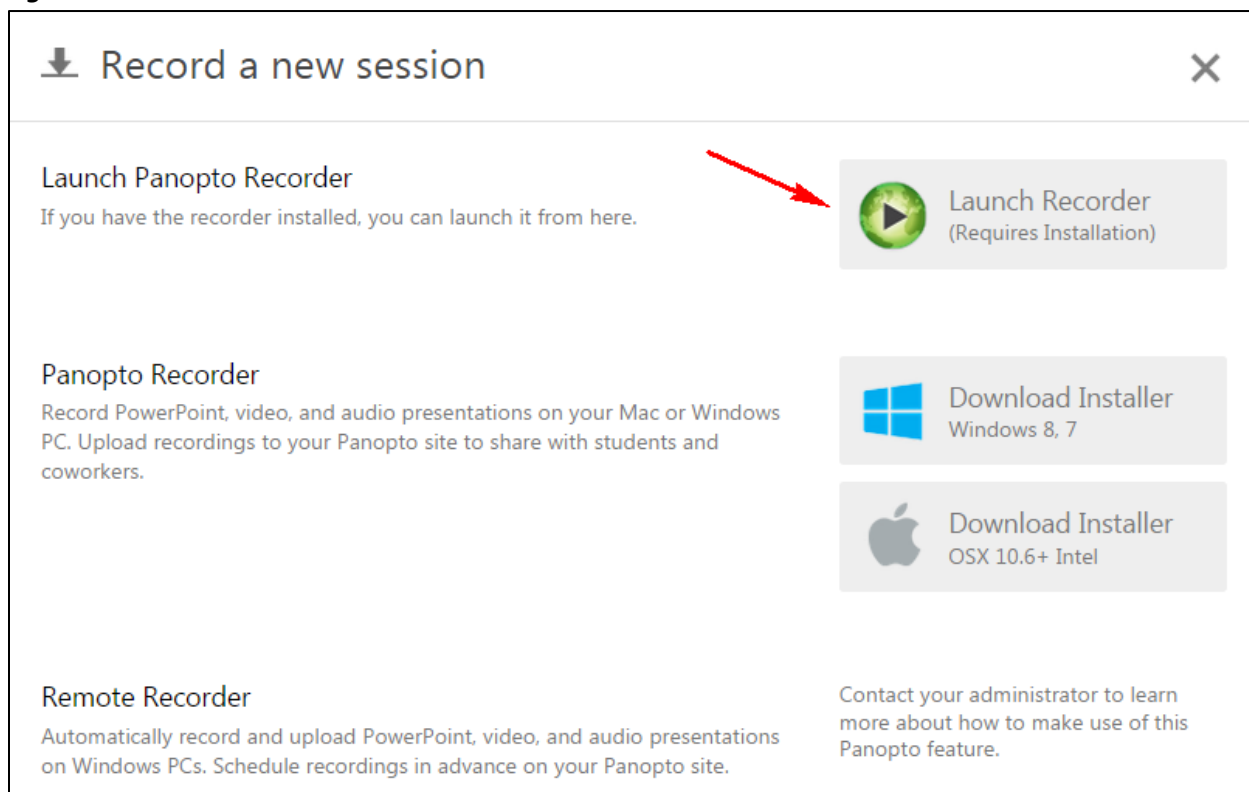 Record a new session
Launch Panopto Recorder
If you have the recorder installed, you can launch it from here.
Launch Recorder
(Requires Installation)
Panopto Recorder
Record PowerPoint, video, and audio presentations on your Mac or Windows
PC. Upload recordings to your Panopto site to share with students and
coworkers.
Download Installer
Windows 8, 7
Download Installer
OSX 10.6+ Intel
Remote Recorder
Automatically record and upload PowerPoint, video, and audio presentations
on Windows PCs. Schedule recordings in advance on your Panopto site.
Contact your administrator to learn
more about how to make use of this
Panopto feature.